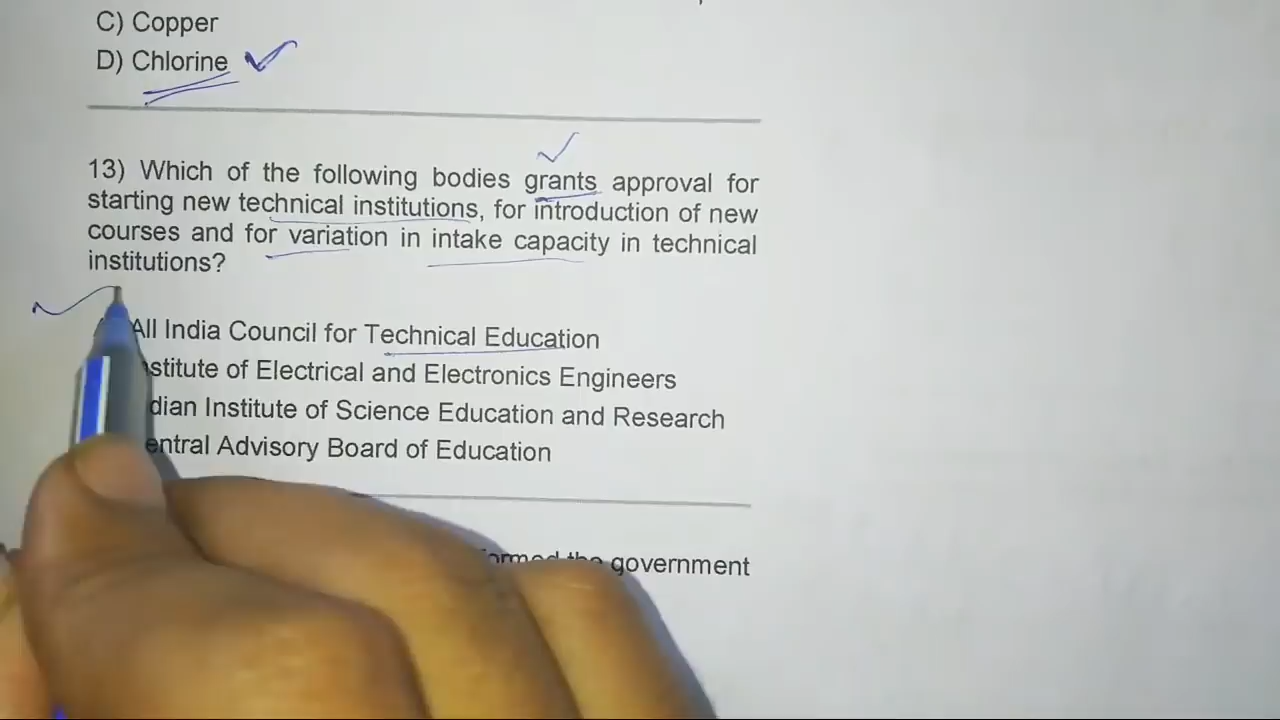 C) Copper
D) Chlorine
13) Which of the following bodies grants approval for
starting new technical institutions, for introduction of new
courses and for variation in intake capacity in technical
institutions?
All India Council for Technical Education
stitute of Electrical and Electronics Engineers
dian Institute of Science Education and Research
entral Advisory Board of Education
government